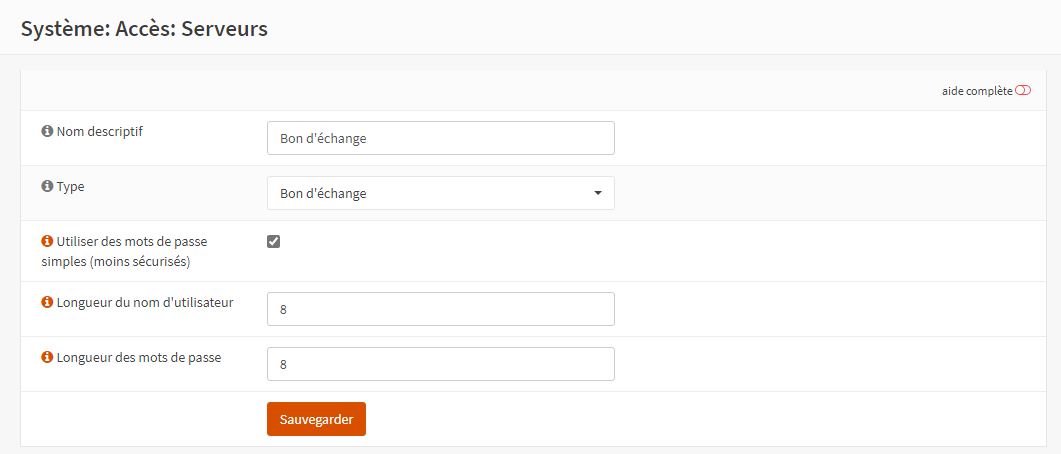 Système: Accès: Serveurs
aide complète
Nom descriptif
Bon d'échange
Type
Bon d'échange
Utiliser des mots de passe
simples (moins sécurisés)
Longueur du nom d'utilisateur
8
Longueur des mots de passe
8
Sauvegarder